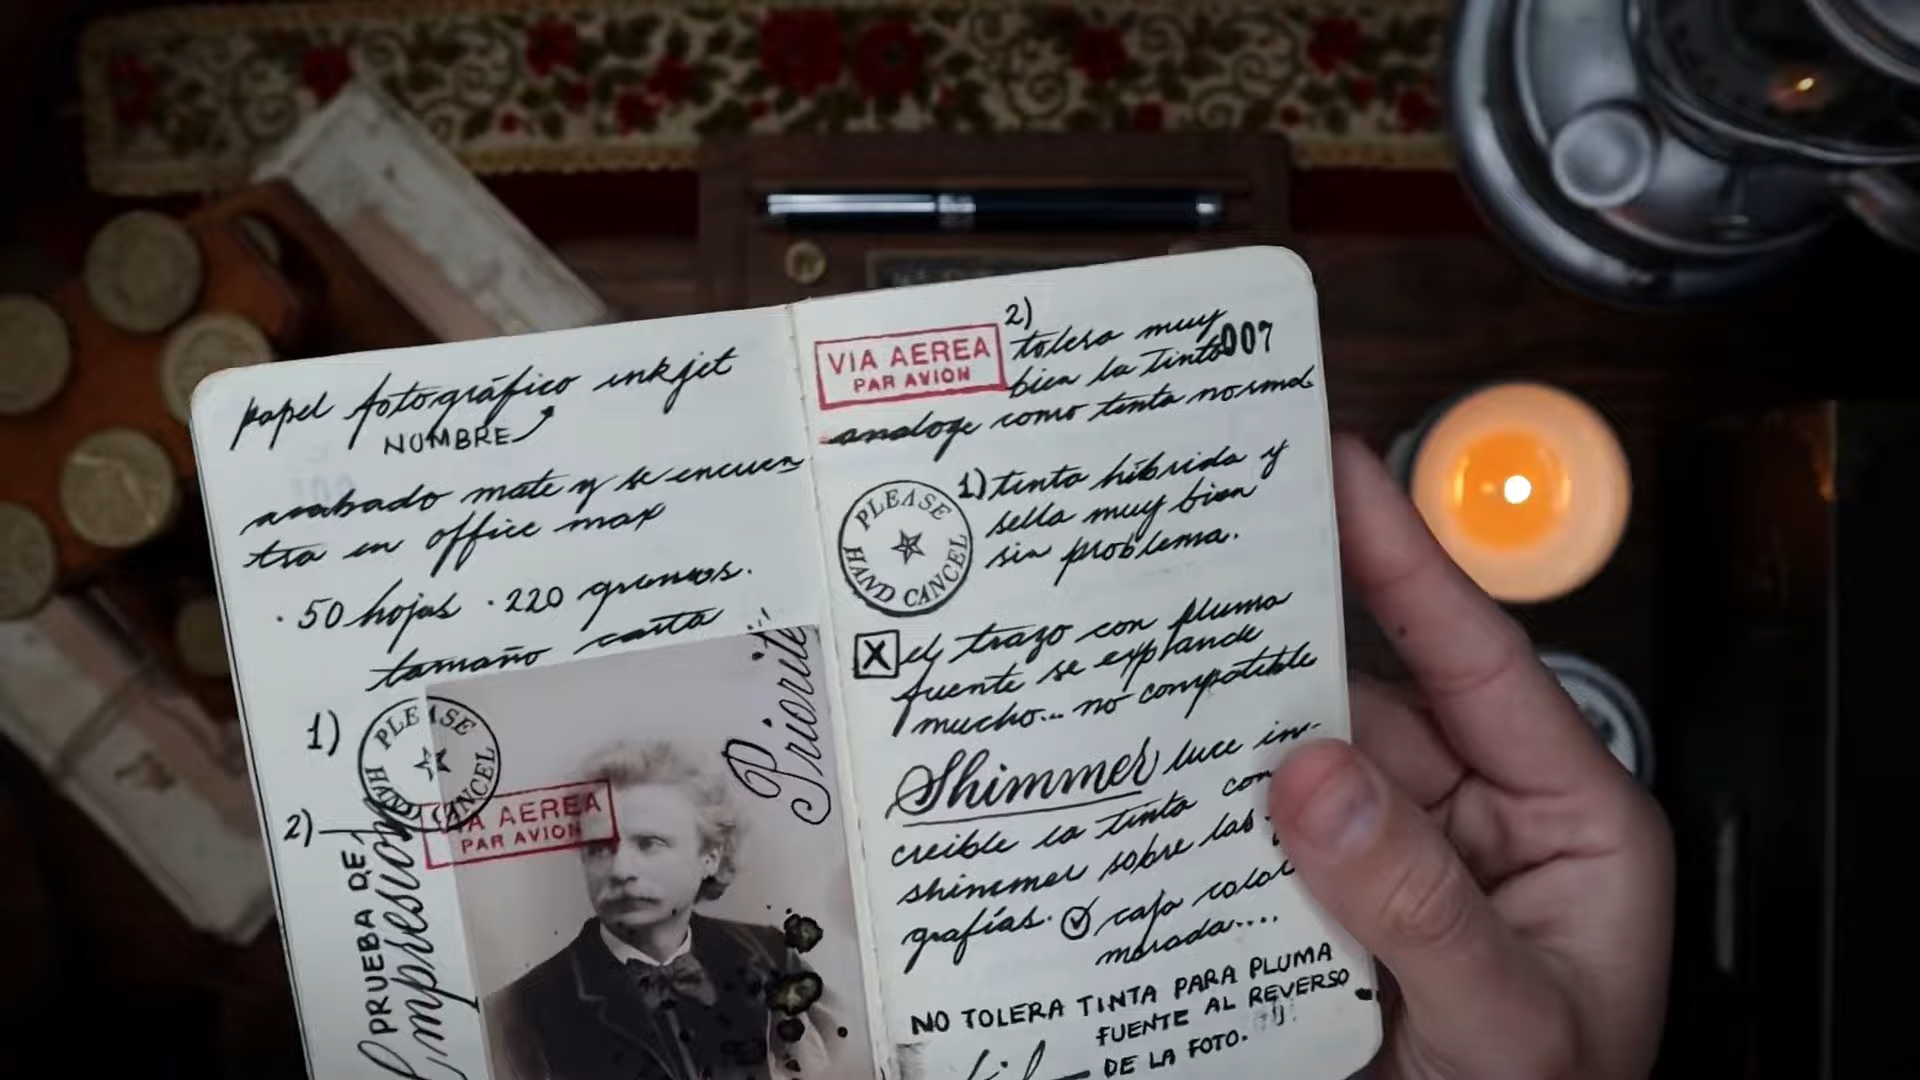 papel fotográfico inkjet
NOMBRE
acabado mate y se encuen
tra en office max
· 50 hojas · 220 gramos.
tamaño carta
1)
PLEASE
HAND CANCEL
2)
VIA AEREA
PAR AVION
PRUEBA DE
impresión
Priorité
2)
VIA AEREA
PAR AVION
tolera muy
007
bien la tinta
analoge como tinta normal
PLEASE
HAND CANCEL
1) tinta híbrida y
sella muy bien
sin problema.
X el trazo con pluma
fuente se expande
mucho... no compatible
Shimmer luce in-
creible la tinta con
shimmer sobre las
grafías. caja color
morada....
NO TOLERA TINTA PARA PLUMA
FUENTE AL REVERSO
DE LA FOTO.